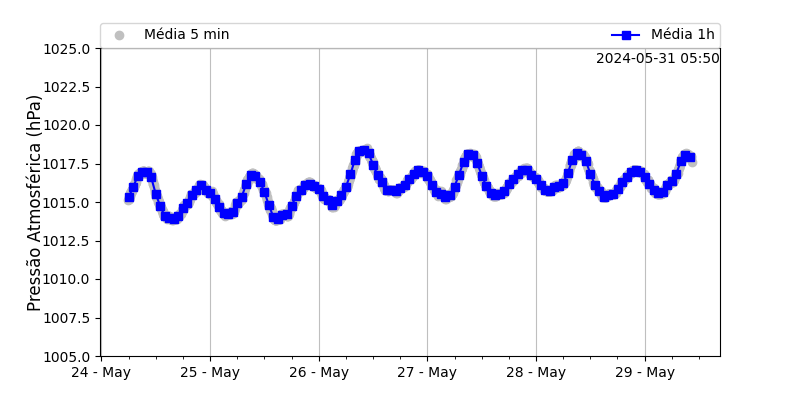 Média 5 min
Média 1h
2024-05-31 05:50
Pressão Atmosférica (hPa)
1025.0
1022.5
1020.0
1017.5
1015.0
1012.5
1010.0
1007.5
1005.0
24 - May
25 - May
26 - May
27 - May
28 - May
29 - May